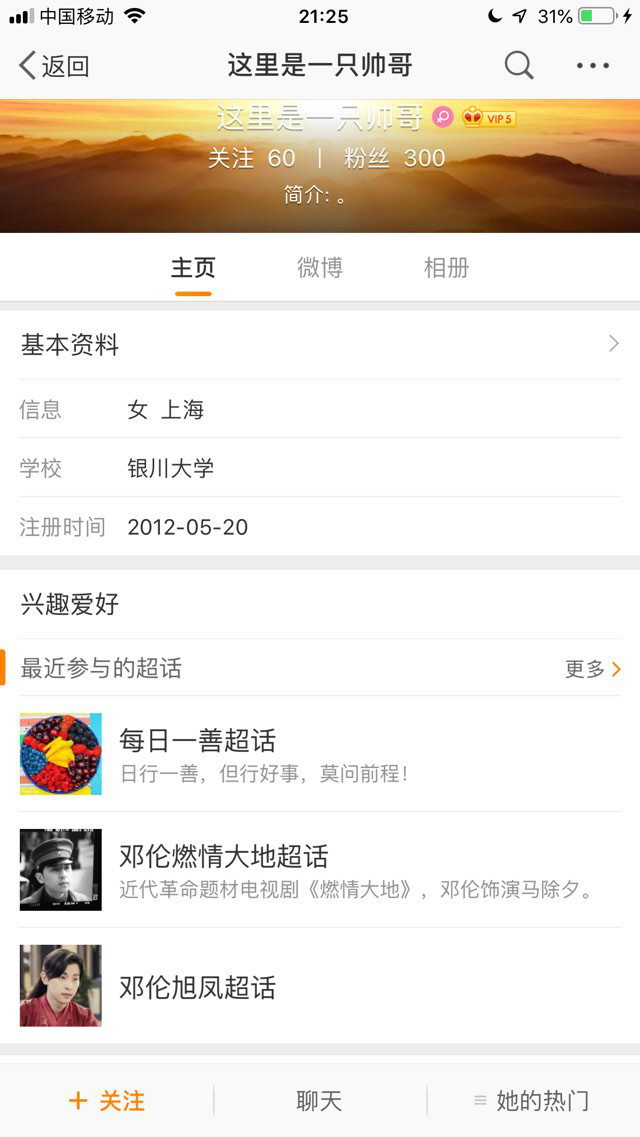 中国移动 21:25 31%
返回 这里是一只帅哥
这里是一只帅哥 VIP 5
关注 60 | 粉丝 300
简介: 。
主页 微博 相册
基本资料
信息 女 上海
学校 银川大学
注册时间 2012-05-20
兴趣爱好
最近参与的超话 更多
每日一善超话
日行一善，但行好事，莫问前程！
邓伦燃情大地超话
近代革命题材电视剧《燃情大地》，邓伦饰演马除夕。
邓伦旭凤超话
+ 关注 聊天 她的热门